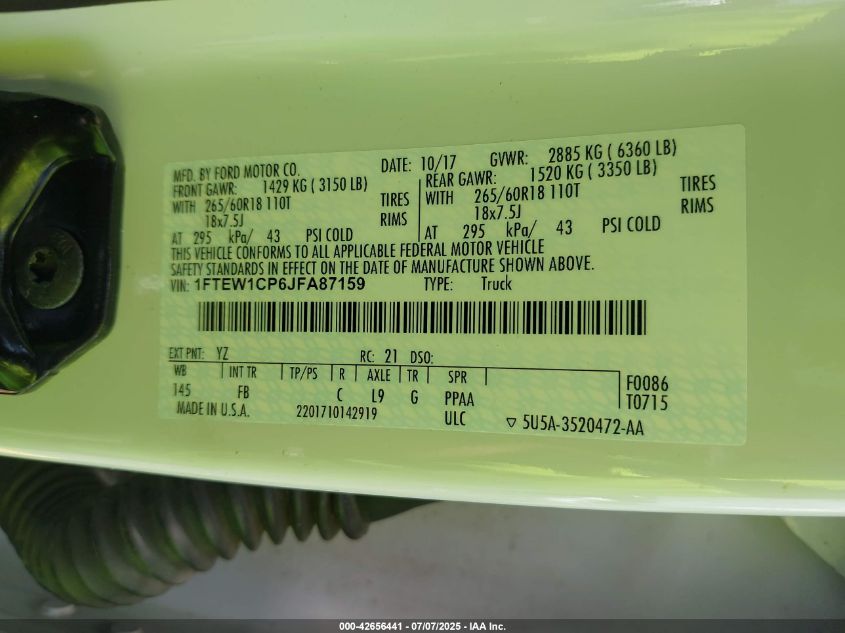 MFD. BY FORD MOTOR CO.
DATE: 10/17 GVWR: 2885 KG ( 6360 LB)
FRONT GAWR: 1429 KG ( 3150 LB)
REAR GAWR: 1520 KG ( 3350 LB)
WITH 265/60R18 110T TIRES
WITH 265/60R18 110T TIRES
18x7.5J RIMS
18x7.5J RIMS
AT 295 kPa/ 43 PSI COLD
AT 295 kPa/ 43 PSI COLD
THIS VEHICLE CONFORMS TO ALL APPLICABLE FEDERAL MOTOR VEHICLE
SAFETY STANDARDS IN EFFECT ON THE DATE OF MANUFACTURE SHOWN ABOVE.
VIN: 1FTEW1CP6JFA87159 TYPE: Truck
EXT PNT: YZ RC: 21 DSO:
WB INT TR TP/PS R AXLE TR SPR
145 FB C L9 G PPAA
F0086
T0715
MADE IN U.S.A. 2201710142919 ULC ▽ 5U5A-3520472-AA
000-42656441 - 07/07/2025 - IAA Inc.